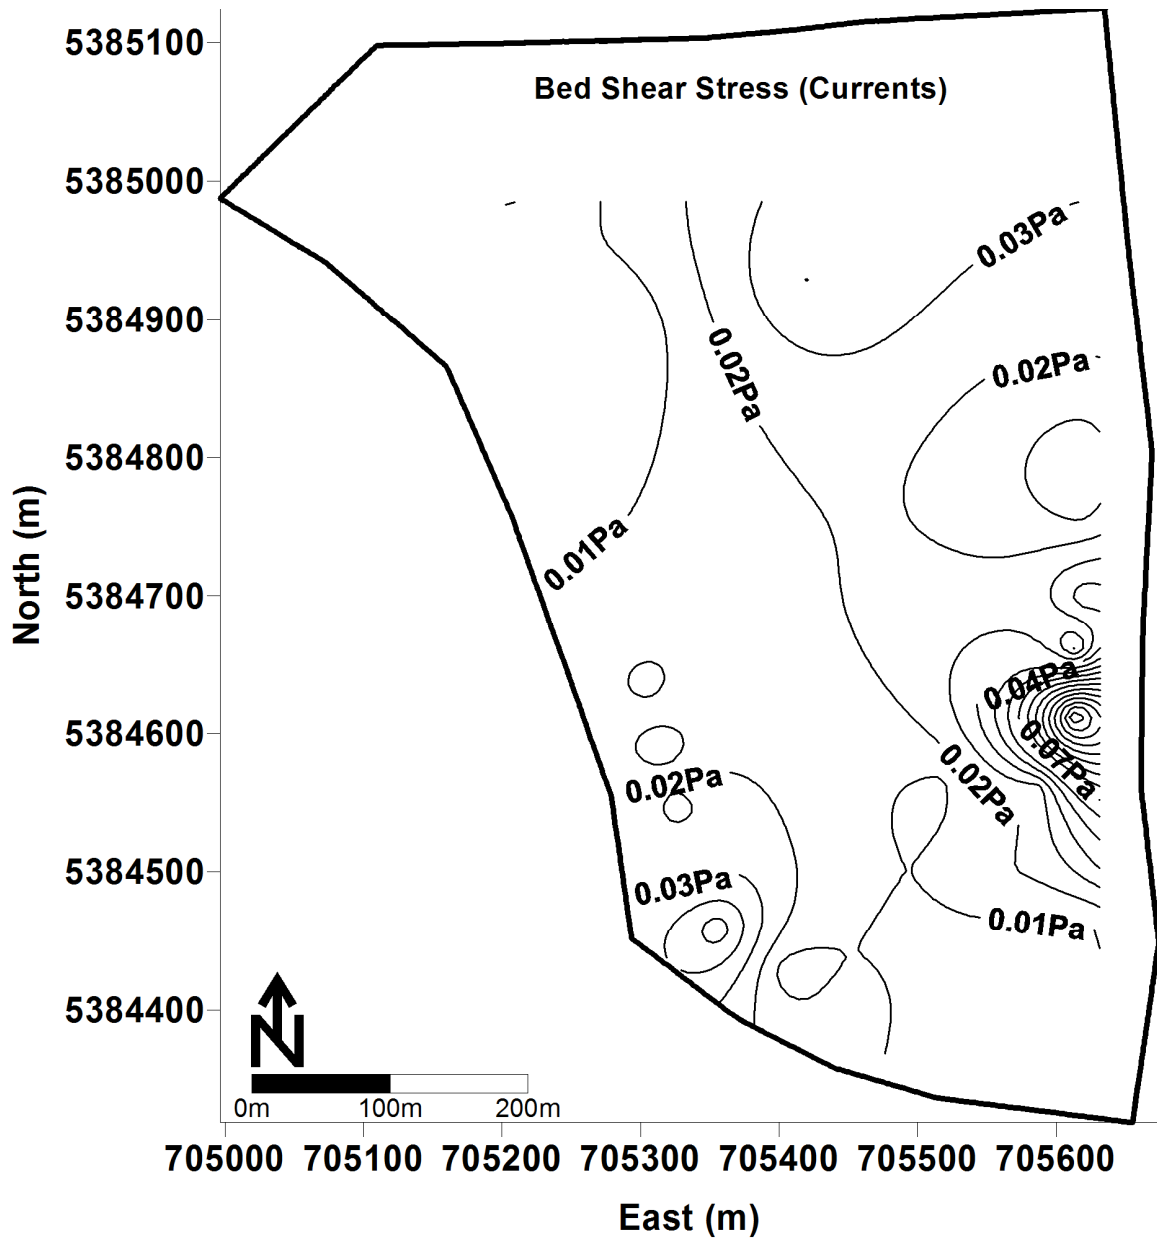 Bed Shear Stress (Currents)
5385100
5385000
5384900
5384800
5384700
5384600
5384500
5384400
North (m)
0.03Pa
0.02Pa
0.02Pa
0.01Pa
0.04Pa
0.07Pa
0.02Pa
0.02Pa
0.03Pa
0.01Pa
N
0m 100m 200m
705000 705100 705200 705300 705400 705500 705600
East (m)